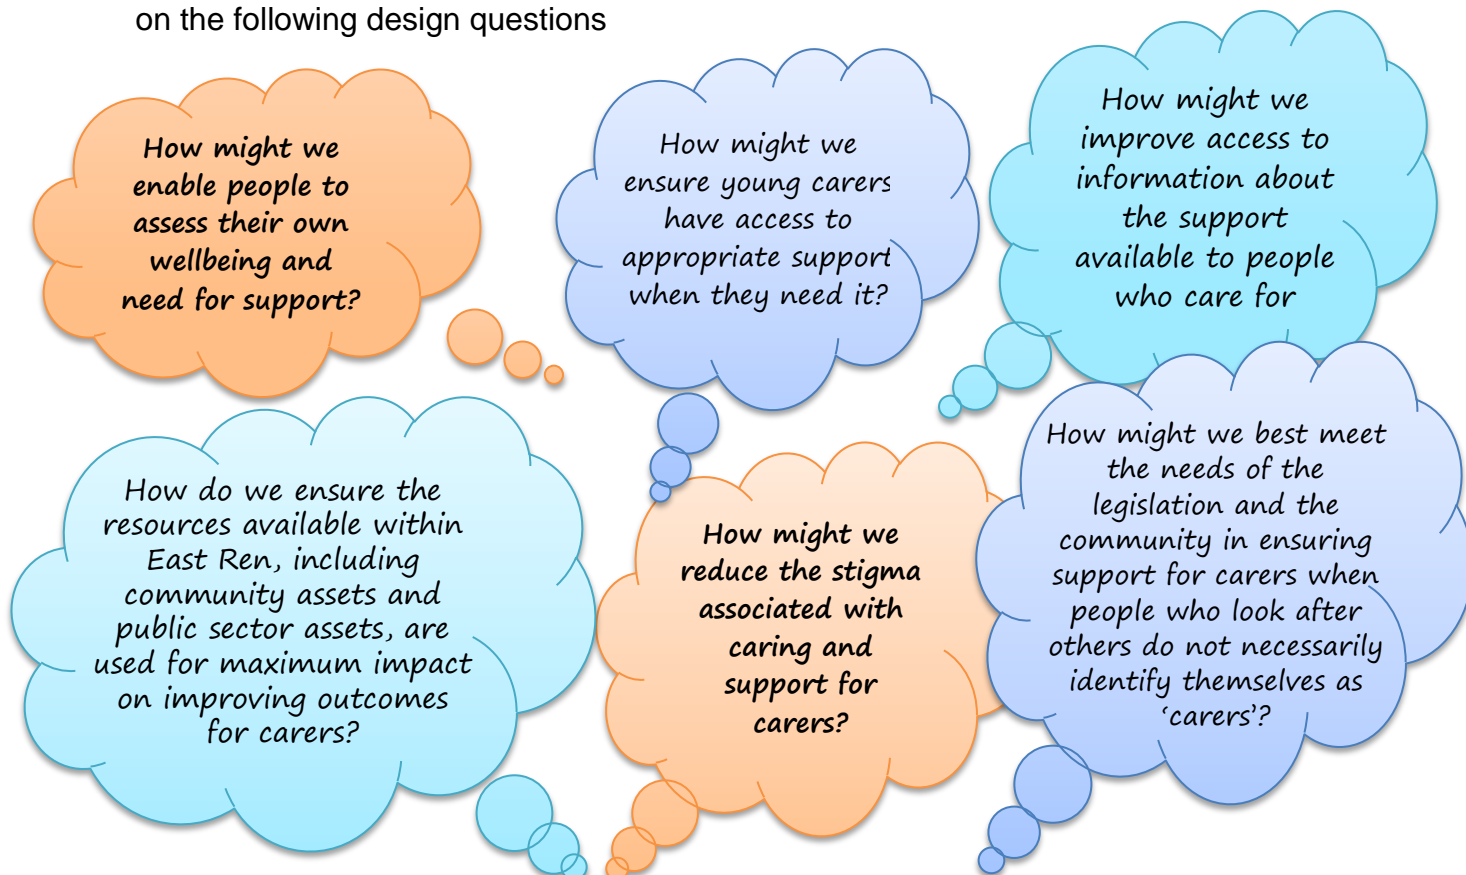 on the following design questions
How might we
enable people to
assess their own
wellbeing and
need for support?
How might we
ensure young carers
have access to
appropriate support
when they need it?
How might we
improve access to
information about
the support
available to people
who care for
How do we ensure the
resources available within
East Ren, including
community assets and
public sector assets, are
used for maximum impact
on improving outcomes
for carers?
How might we
reduce the stigma
associated with
caring and
support for
carers?
How might we best meet
the needs of the
legislation and the
community in ensuring
support for carers when
people who look after
others do not necessarily
identify themselves as
‘carers’?